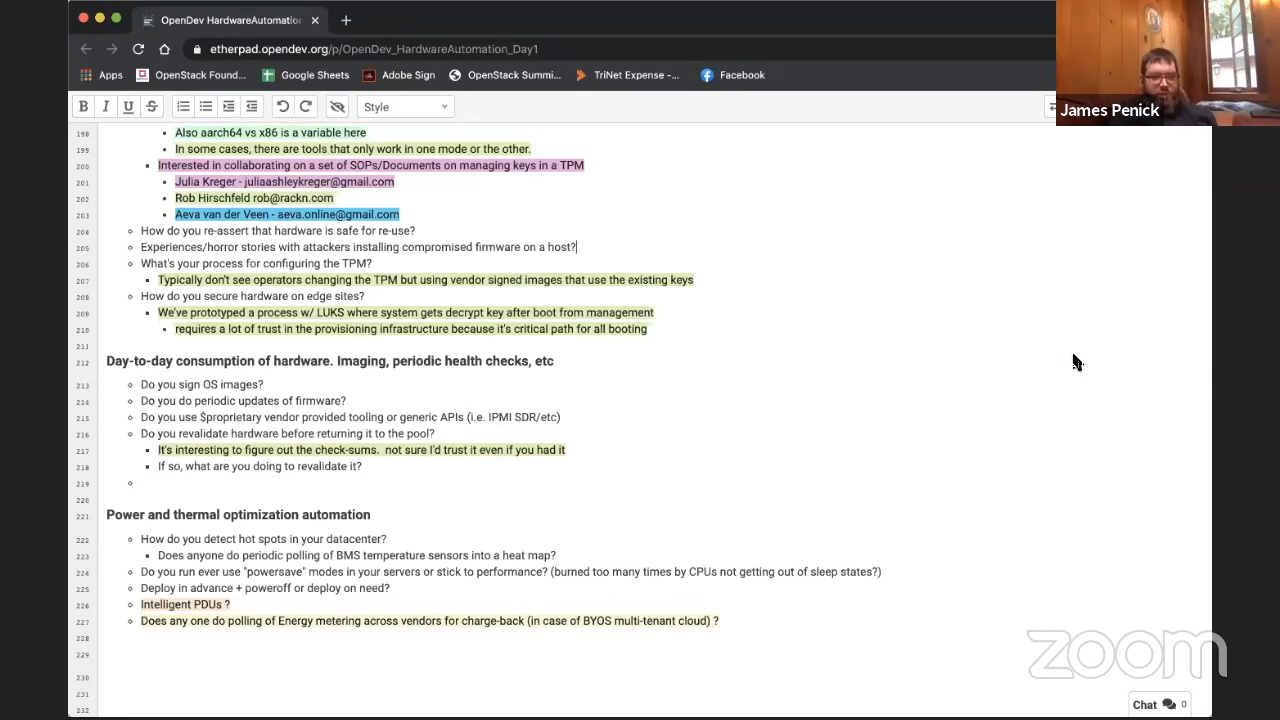 OpenDev HardwareAutomation
etherpad.opendev.org/p/OpenDev_HardwareAutomation_Day1
Apps OpenStack Found... Google Sheets Adobe Sign OpenStack Summi... TriNet Expense -... Facebook
James Penick
B I U S Style
198 Also aarch64 vs x86 is a variable here
199 In some cases, there are tools that only work in one mode or the other.
200 Interested in collaborating on a set of SOPs/Documents on managing keys in a TPM
201 Julia Kreger - juliaashleykreger@gmail.com
202 Rob Hirschfeld rob@rackn.com
203 Aeva van der Veen - aeva.online@gmail.com
204 How do you re-assert that hardware is safe for re-use?
205 Experiences/horror stories with attackers installing compromised firmware on a host?
206 What's your process for configuring the TPM?
207 Typically don't see operators changing the TPM but using vendor signed images that use the existing keys
208 How do you secure hardware on edge sites?
209 We've prototyped a process w/ LUKS where system gets decrypt key after boot from management
210 requires a lot of trust in the provisioning infrastructure because it's critical path for all booting
211
212 Day-to-day consumption of hardware. Imaging, periodic health checks, etc
213 Do you sign OS images?
214 Do you do periodic updates of firmware?
215 Do you use $proprietary vendor provided tooling or generic APIs (i.e. IPMI SDR/etc)
216 Do you revalidate hardware before returning it to the pool?
217 It's interesting to figure out the check-sums. not sure I'd trust it even if you had it
218 If so, what are you doing to revalidate it?
219
220
221 Power and thermal optimization automation
222 How do you detect hot spots in your datacenter?
223 Does anyone do periodic polling of BMS temperature sensors into a heat map?
224 Do you run ever use "powersave" modes in your servers or stick to performance? (burned too many times by CPUs not getting out of sleep states?)
225 Deploy in advance + poweroff or deploy on need?
226 Intelligent PDUs ?
227 Does any one do polling of Energy metering across vendors for charge-back (in case of BYOS multi-tenant cloud) ?
228
229
230
231
232
zoom
Chat 0